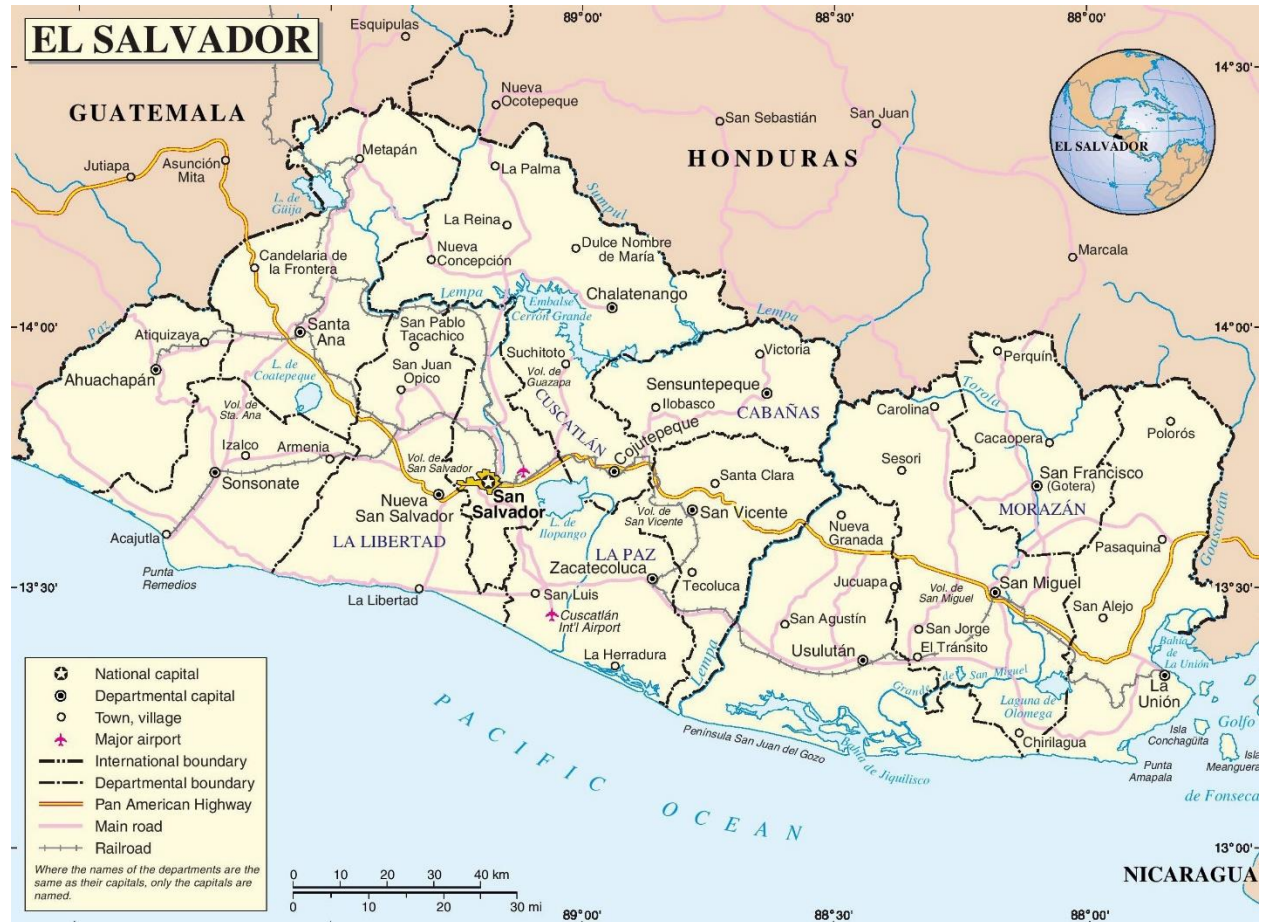 EL SALVADOR
89°00'
88°30'
88°00'
14°30'
14°30'
14°00'
14°00'
13°30'
13°30'
13°00'
89°00'
88°30'
88°00'
GUATEMALA
HONDURAS
NICARAGUA
EL SALVADOR
Esquipulas
Nueva
Ocotepeque
San Sebastián
San Juan
Marcala
Jutiapa
Asunción
Mita
Metapán
La Palma
L. de
Güija
La Reina
Sumpul
Nueva
Concepción
Dulce Nombre
de María
Candelaria de
la Frontera
Lempa
Embalse
Cerrón Grande
Chalatenango
Lempa
Paz
Atiquizaya
Santa
Ana
San Pablo
Tacachico
Suchitoto
Vol. de
Guazapa
Victoria
Perquín
Ahuachapán
L. de
Coatepeque
San Juan
Opico
Sensuntepeque
Ilobasco
CABAÑAS
CUSCATLÁN
Carolina
Torola
Vol. de
Sta. Ana
Izalco
Armenia
Cojutepeque
Cacaopera
Polorós
Sonsonate
Vol. de
San Salvador
Santa Clara
Sesori
San Francisco
(Gotera)
MORAZÁN
Goascorán
Nueva
San Salvador
San
Salvador
L. de
Ilopango
Vol. de
San Vicente
San Vicente
Nueva
Granada
Acajutla
LA LIBERTAD
LA PAZ
Zacatecoluca
Pasaquina
Punta
Remedios
La Libertad
San Luis
Tecoluca
Jucuapa
Vol. de
San Miguel
San Miguel
San Alejo
Cuscatlán
Int'l Airport
San Agustín
San Jorge
Bahía
de
La Unión
La Herradura
Lempa
Usulután
El Tránsito
Grande de San Miguel
Laguna de
Olomega
La
Unión
Península San Juan del Gozo
Bahía de Jiquilisco
Chirilagua
Isla
Conchagüita
Golfo
Isla
Meanguera
Punta
Amapala
de Fonseca
PACIFIC OCEAN
National capital
Departmental capital
Town, village
Major airport
International boundary
Departmental boundary
Pan American Highway
Main road
Railroad
Where the names of the departments are the
same as their capitals, only the capitals are
named.
0 10 20 30 40 km
0 10 20 30 mi